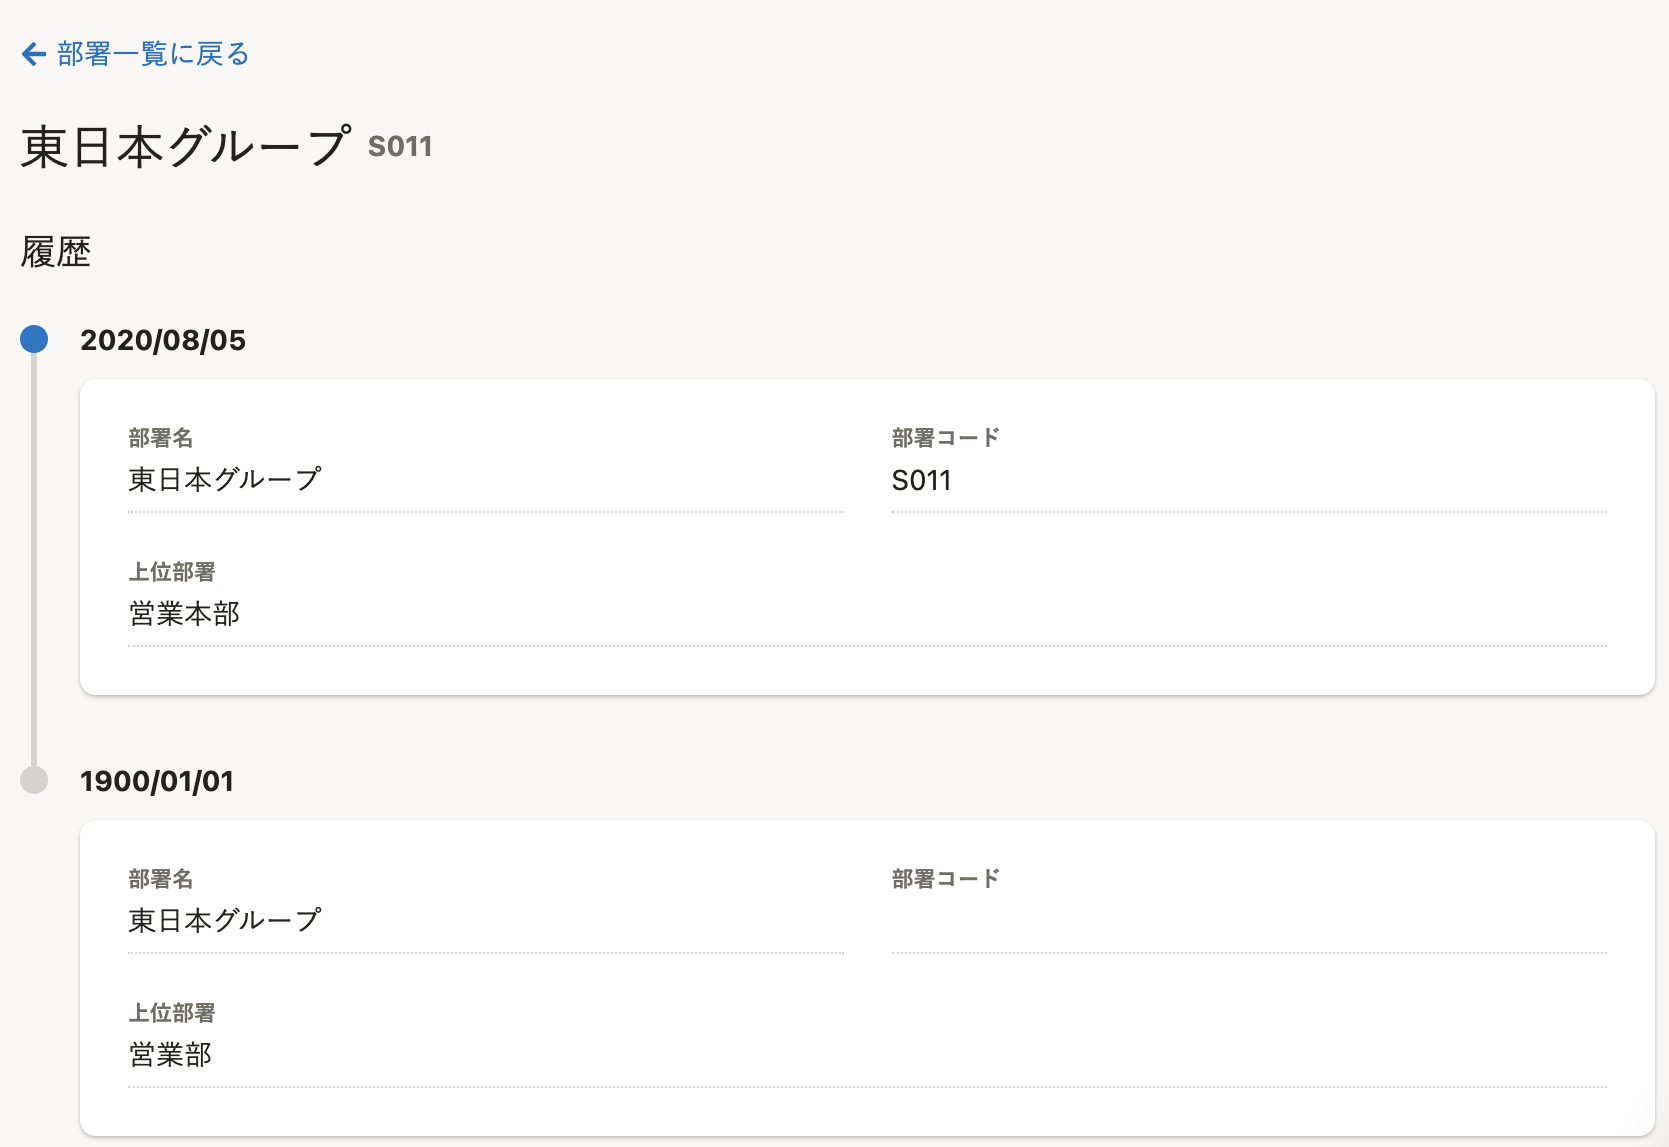 部署一覧に戻る
東日本グループ S011
履歴
2020/08/05
部署名 部署コード
東日本グループ S011
上位部署
営業本部
1900/01/01
部署名 部署コード
東日本グループ
上位部署
営業部